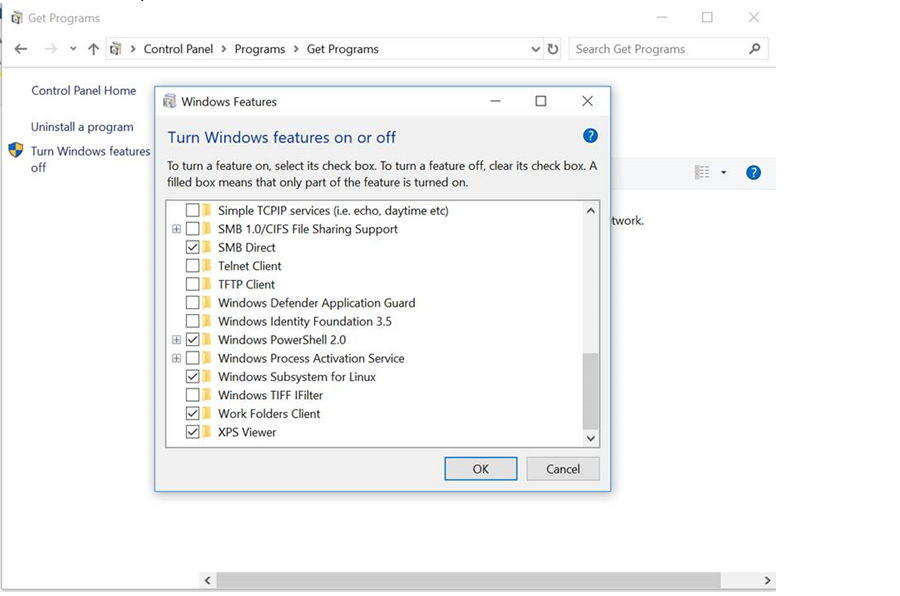 Get Programs
Control Panel > Programs > Get Programs
Search Get Programs
Control Panel Home
Uninstall a program
Turn Windows features
off
Windows Features
Turn Windows features on or off
To turn a feature on, select its check box. To turn a feature off, clear its check box. A
filled box means that only part of the feature is turned on.
twork.
Simple TCPIP services (i.e. echo, daytime etc)
SMB 1.0/CIFS File Sharing Support
SMB Direct
Telnet Client
TFTP Client
Windows Defender Application Guard
Windows Identity Foundation 3.5
Windows PowerShell 2.0
Windows Process Activation Service
Windows Subsystem for Linux
Windows TIFF IFilter
Work Folders Client
XPS Viewer
OK
Cancel